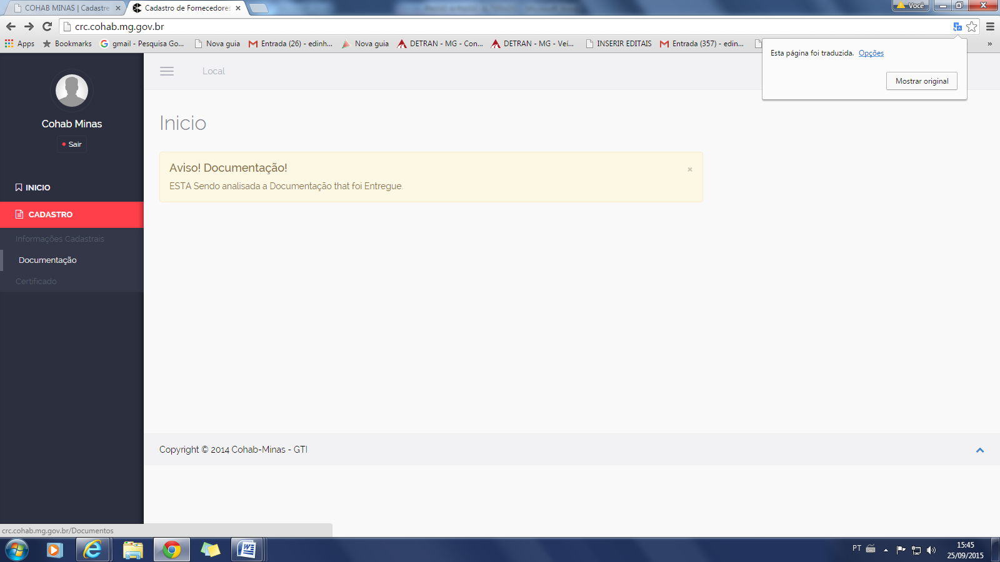 COHAB MINAS | Cadastre
Cadastro de Fornecedores
Você
crc.cohab.mg.gov.br
Apps
Bookmarks
gmail - Pesquisa Go...
Nova guia
Entrada (26) - edinh...
Nova guia
DETRAN - MG - Con...
DETRAN - MG - Veí...
INSERIR EDITAIS
Entrada (357) - edin...
»
Esta página foi traduzida. Opções
Mostrar original
Local
Cohab Minas
Sair
INICIO
CADASTRO
Informações Cadastrais
Documentação
Certificado
Inicio
Aviso! Documentação!
×
ESTA Sendo analisada a Documentação that foi Entregue.
Copyright © 2014 Cohab-Minas - GTI
crc.cohab.mg.gov.br/Documentos
PT
15:45
25/09/2015